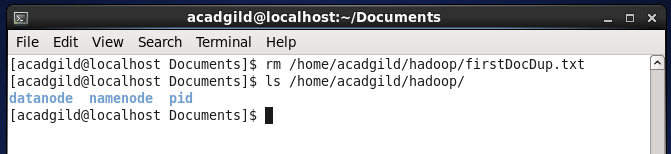 acadgild@localhost:~/Documents
File Edit View Search Terminal Help
[acadgild@localhost Documents]$ rm /home/acadgild/hadoop/firstDocDup.txt
[acadgild@localhost Documents]$ ls /home/acadgild/hadoop/
datanode namenode pid
[acadgild@localhost Documents]$